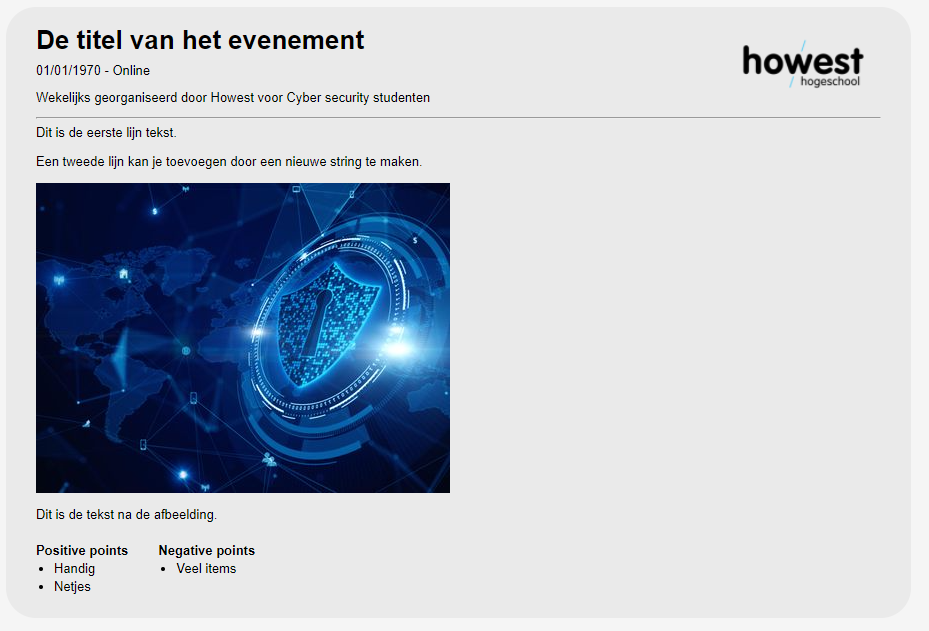 De titel van het evenement
01/01/1970 - Online
Wekelijks georganiseerd door Howest voor Cyber security studenten
howest
hogeschool
Dit is de eerste lijn tekst.
Een tweede lijn kan je toevoegen door een nieuwe string te maken.
$
$
Dit is de tekst na de afbeelding.
Positive points
Handig
Netjes
Negative points
Veel items